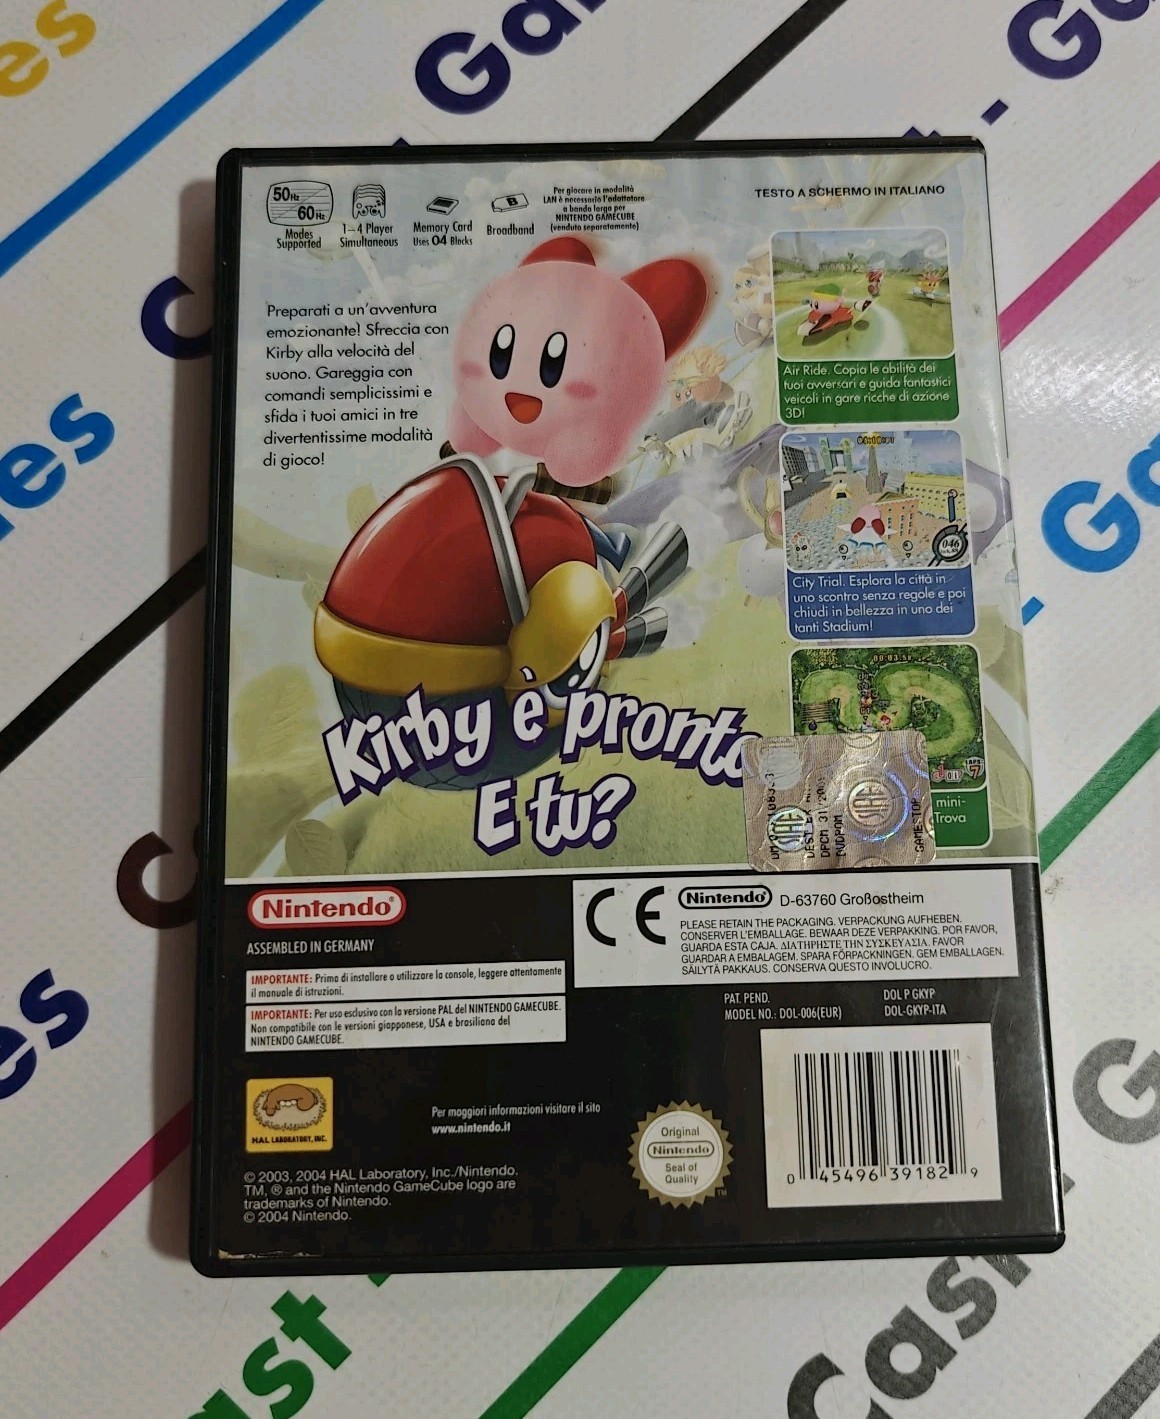 50Hz
60Hz
Modes
Supported
1-4 Player
Simultaneous
Memory Card
Uses 04 Blocks
B
Broadband
Per giocare in modalità
LAN è necessario l'adattatore
a banda larga per
NINTENDO GAMECUBE
(venduto separatamente)
TESTO A SCHERMO IN ITALIANO
Preparati a un'avventura
emozionante! Sfreccia con
Kirby alla velocità del
suono. Gareggia con
comandi semplicissimi e
sfida i tuoi amici in tre
divertentissime modalità
di gioco!
Air Ride. Copia le abilità dei
tuoi avversari e guida fantastici
veicoli in gare ricche di azione
3D!
046
City Trial. Esplora la città in
uno scontro senza regole e poi
chiudi in bellezza in uno dei
tanti Stadium!
LAPS
7
mini-
Trova
Kirby è pronto
E tu?
SIAE
SIAE
DPCM 31
GAMESTOP
Nintendo®
ASSEMBLED IN GERMANY
IMPORTANTE: Prima di installare o utilizzare la console, leggere attentamente
il manuale di istruzioni.
IMPORTANTE: Per uso esclusivo con la versione PAL del NINTENDO GAMECUBE.
Non compatibile con le versioni giapponese, USA e brasiliana del
NINTENDO GAMECUBE.
CE
Nintendo® D-63760 Großostheim
PLEASE RETAIN THE PACKAGING. VERPACKUNG AUFHEBEN.
CONSERVER L'EMBALLAGE. BEWAAR DEZE VERPAKKING. POR FAVOR,
GUARDA ESTA CAJA. ΔΙΑΤΗΡΗΣΤΕ ΤΗΝ ΣΥΣΚΕΥΑΣΙΑ. FAVOR
GUARDAR A EMBALAGEM. SPARA FÖRPACKNINGEN. GEM EMBALLAGEN.
SÄILYTÄ PAKKAUS. CONSERVA QUESTO INVOLUCRO.
PAT. PEND.
MODEL NO.: DOL-006(EUR)
DOL P GKYP
DOL-GKYP-ITA
HAL LABORATORY, INC.
Per maggiori informazioni visitare il sito
www.nintendo.it
Original
Nintendo
Seal of
Quality
TM
0 45496 39182 9
© 2003, 2004 HAL Laboratory, Inc./Nintendo.
TM, ® and the Nintendo GameCube logo are
trademarks of Nintendo.
© 2004 Nintendo.